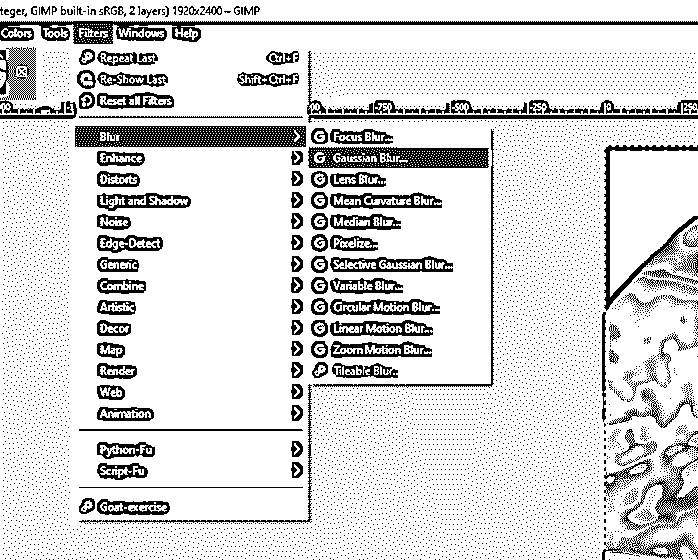 teger, GIMP built-in sRGB, 2 layers) 1920x2400 – GIMP
Colors Tools Filters Windows Help
Repeat Last Ctrl+F
Re-Show Last Shift+Ctrl+F
Reset all Filters
-750 -500 -250 0 250
Blur
Enhance
Distorts
Light and Shadow
Noise
Edge-Detect
Generic
Combine
Artistic
Decor
Map
Render
Web
Animation
Python-Fu
Script-Fu
Goat-exercise
Focus Blur...
Gaussian Blur...
Lens Blur...
Mean Curvature Blur...
Median Blur...
Pixelize...
Selective Gaussian Blur...
Variable Blur...
Circular Motion Blur...
Linear Motion Blur...
Zoom Motion Blur...
Tileable Blur...